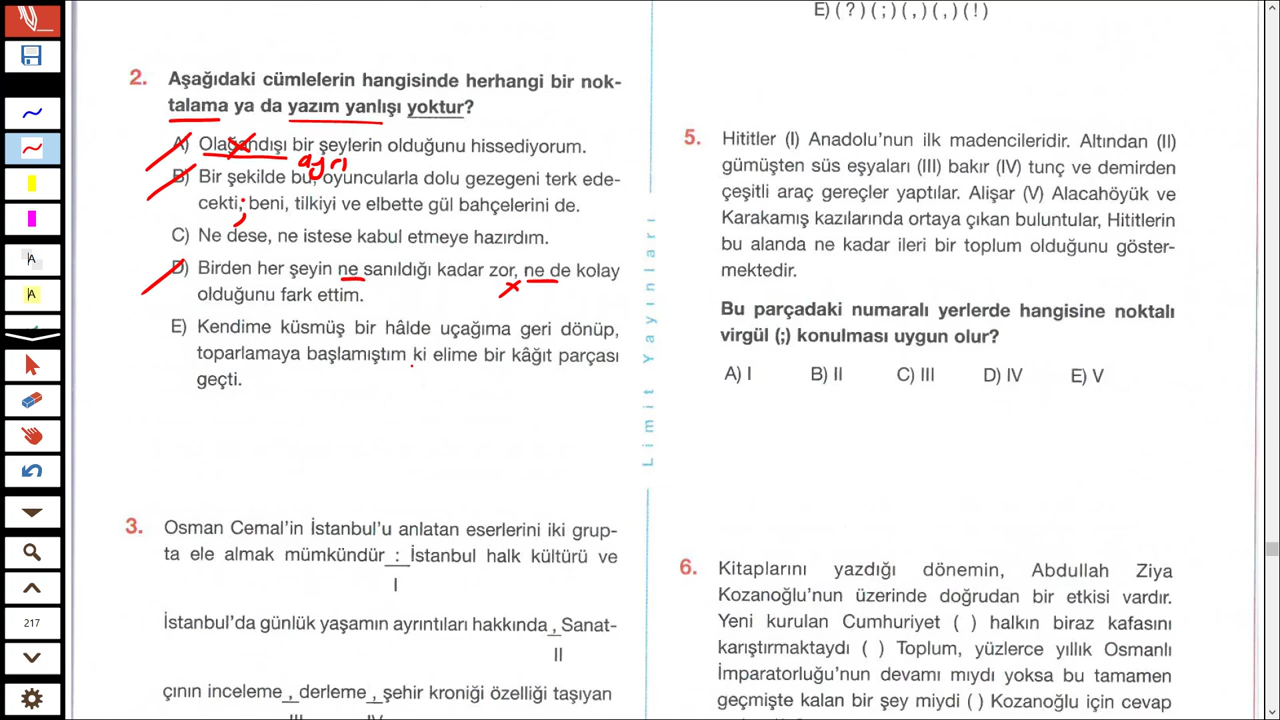 E) ( ? ) ( ; ) ( , ) ( , ) ( ! )
2. Aşağıdaki cümlelerin hangisinde herhangi bir nok-
talama ya da yazım yanlışı yoktur?
A) Olağandışı bir şeylerin olduğunu hissediyorum.
ayrı
B) Bir şekilde bu, oyuncularla dolu gezegeni terk ede-
cekti; beni, tilkiyi ve elbette gül bahçelerini de.
;
C) Ne dese, ne istese kabul etmeye hazırdım.
D) Birden her şeyin ne sanıldığı kadar zor, ne de kolay
olduğunu fark ettim.
E) Kendime küsmüş bir hâlde uçağıma geri dönüp,
toparlamaya başlamıştım ki elime bir kâğıt parçası
geçti.
3. Osman Cemal’in İstanbul’u anlatan eserlerini iki grup-
ta ele almak mümkündür : İstanbul halk kültürü ve
I
İstanbul’da günlük yaşamın ayrıntıları hakkında , Sanat-
II
çının inceleme , derleme , şehir kroniği özelliği taşıyan
III IV
Limit Yayınları
5. Hititler (I) Anadolu’nun ilk madencileridir. Altından (II)
gümüşten süs eşyaları (III) bakır (IV) tunç ve demirden
çeşitli araç gereçler yaptılar. Alişar (V) Alacahöyük ve
Karakamış kazılarında ortaya çıkan buluntular, Hititlerin
bu alanda ne kadar ileri bir toplum olduğunu göster-
mektedir.
Bu parçadaki numaralı yerlerde hangisine noktalı
virgül (;) konulması uygun olur?
A) I B) II C) III D) IV E) V
6. Kitaplarını yazdığı dönemin, Abdullah Ziya
Kozanoğlu’nun üzerinde doğrudan bir etkisi vardır.
Yeni kurulan Cumhuriyet ( ) halkın biraz kafasını
karıştırmaktaydı ( ) Toplum, yüzlerce yıllık Osmanlı
İmparatorluğu’nun devamı mıydı yoksa bu tamamen
geçmişte kalan bir şey miydi ( ) Kozanoğlu için cevap
A
A
217